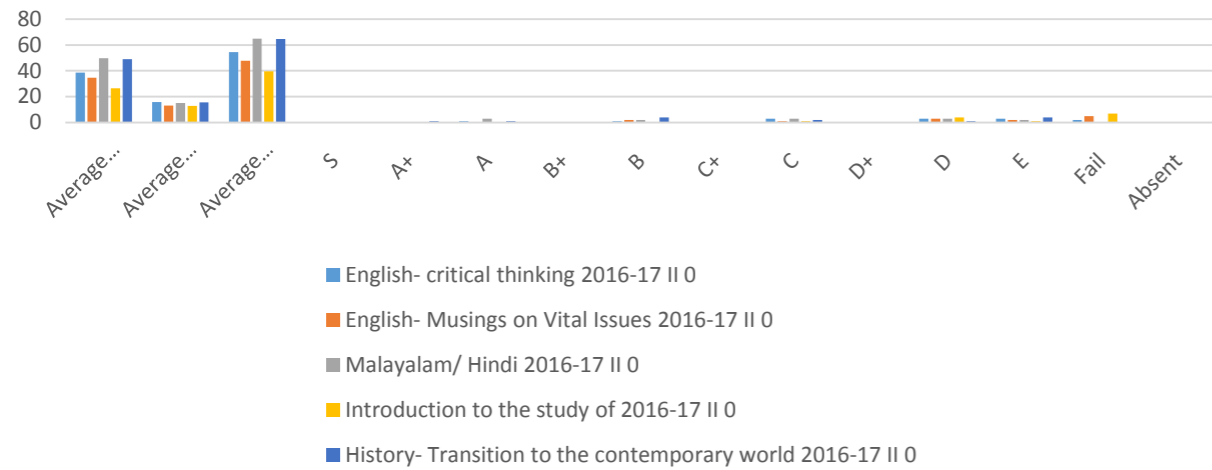 80
60
40
20
0
Average...
Average...
Average...
S
A+
A
B+
B
C+
C
D+
D
E
Fail
Absent
English- critical thinking 2016-17 II 0
English- Musings on Vital Issues 2016-17 II 0
Malayalam/ Hindi 2016-17 II 0
Introduction to the study of 2016-17 II 0
History- Transition to the contemporary world 2016-17 II 0